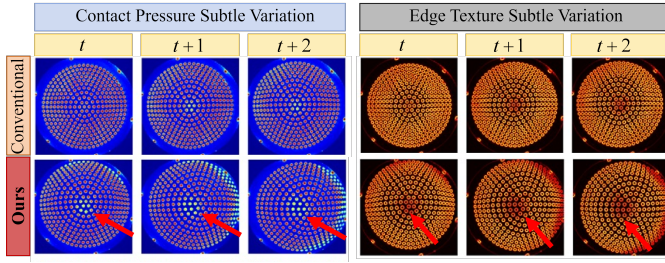 Contact Pressure Subtle Variation
Edge Texture Subtle Variation
t
t + 1
t + 2
t
t + 1
t + 2
Conventional
Ours